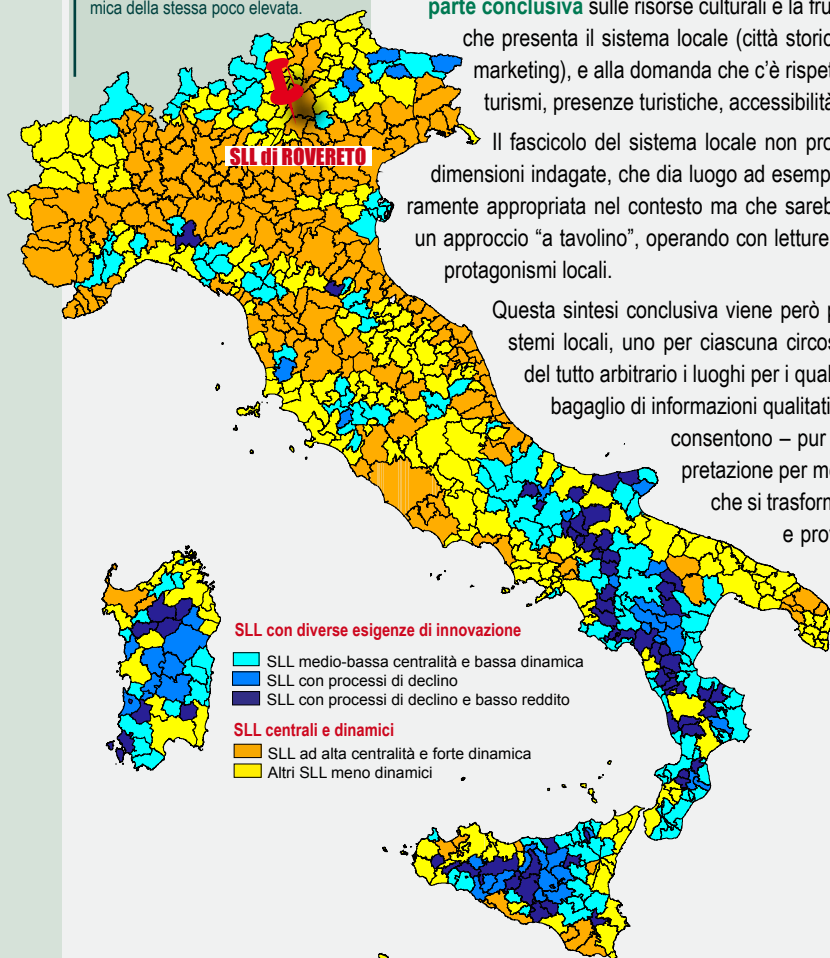 mica della stessa poco elevata.
parte conclusiva sulle risorse culturali e la fru
che presenta il sistema locale (città storic
marketing), e alla domanda che c'è rispet
turismi, presenze turistiche, accessibilità
Il fascicolo del sistema locale non pro
dimensioni indagate, che dia luogo ad esemp
ramente appropriata nel contesto ma che sareb
un approccio “a tavolino”, operando con letture
protagonismi locali.
Questa sintesi conclusiva viene però p
stemi locali, uno per ciascuna circos
del tutto arbitrario i luoghi per i qual
bagaglio di informazioni qualitati
consentono – pur
pretazione per me
che si trasform
e prot
SLL di ROVERETO
SLL con diverse esigenze di innovazione
SLL medio-bassa centralità e bassa dinamica
SLL con processi di declino
SLL con processi di declino e basso reddito
SLL centrali e dinamici
SLL ad alta centralità e forte dinamica
Altri SLL meno dinamici